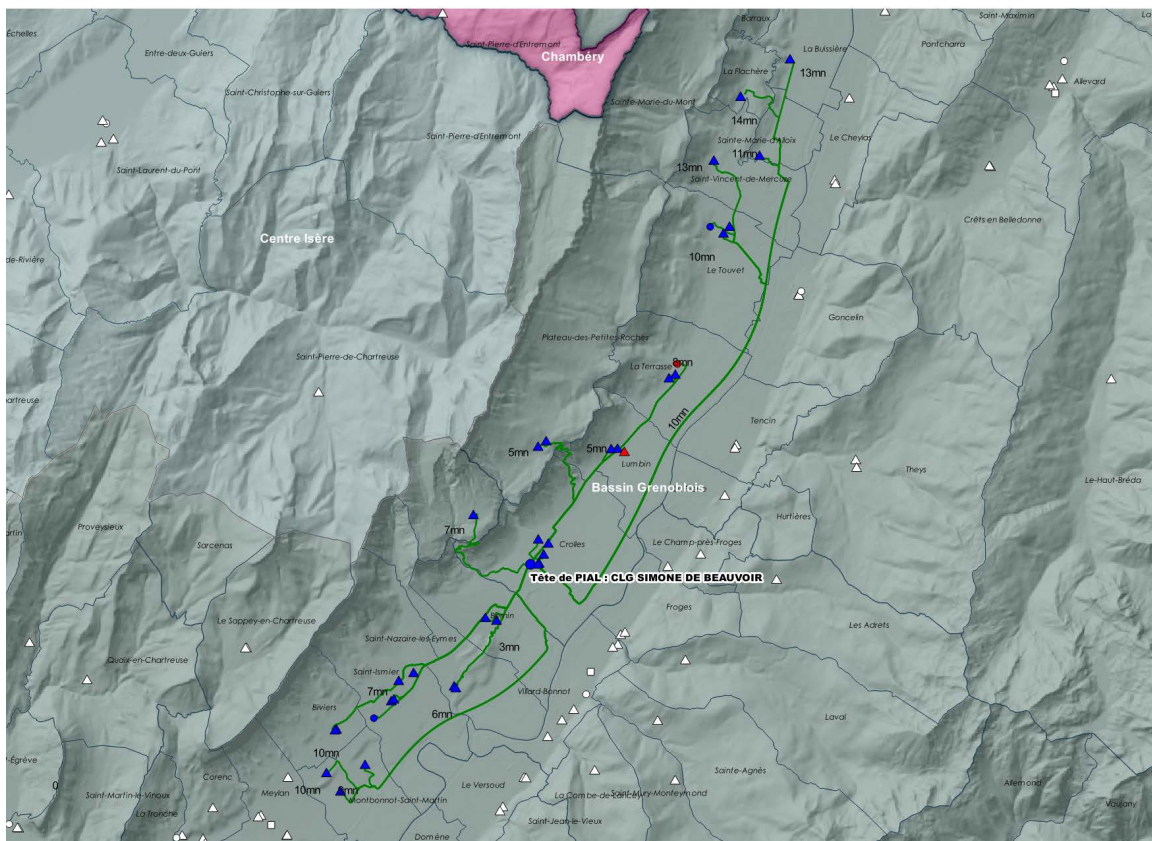 Échelles
Entre-deux-Guiers
Saint-Pierre-d'Entremont
Chambéry
Barraux
Saint-Maximin
Pontcharra
La Buissière
13mn
Allevard
La Flachère
14mn
Saint-Christophe-sur-Guiers
Sainte-Marie-du-Mont
Saint-Pierre-d'Entremont
Sainte-Marie-d'Alloix
Le Cheylas
11mn
13mn
Saint-Laurent-du-Pont
Saint-Vincent-de-Mercuze
Crêts en Belledonne
Centre Isère
de-Rivière
10mn
Le Touvet
Goncelin
Plateau-des-Petites-Roches
Saint-Pierre-de-Chartreuse
La Terrasse
8mn
10mn
hartreuse
Tencin
5mn
5mn
Lumbin
Theys
Le-Haut-Bréda
Bassin Grenoblois
Hurtières
Proveysieux
7mn
Martin
Sarcenas
Crolles
Le Champ-près-Froges
Tête de PIAL : CLG SIMONE DE BEAUVOIR
Froges
Les Adrets
Le Sappey-en-Chartreuse
Bernin
Saint-Nazaire-les-Eymes
3mn
Quaix-en-Chartreuse
Saint-Ismier
7mn
Villard-Bonnot
Biviers
6mn
Laval
10mn
-Égrève
Corenc
Sainte-Agnès
Allemond
0
10mn
8mn
Meylan
Montbonnot-Saint-Martin
Le Versoud
Saint-Martin-le-Vinoux
La Combe-de-Lancey
Saint-Mury-Monteymond
Vaujany
La Tronche
Saint-Jean-le-Vieux
Domène